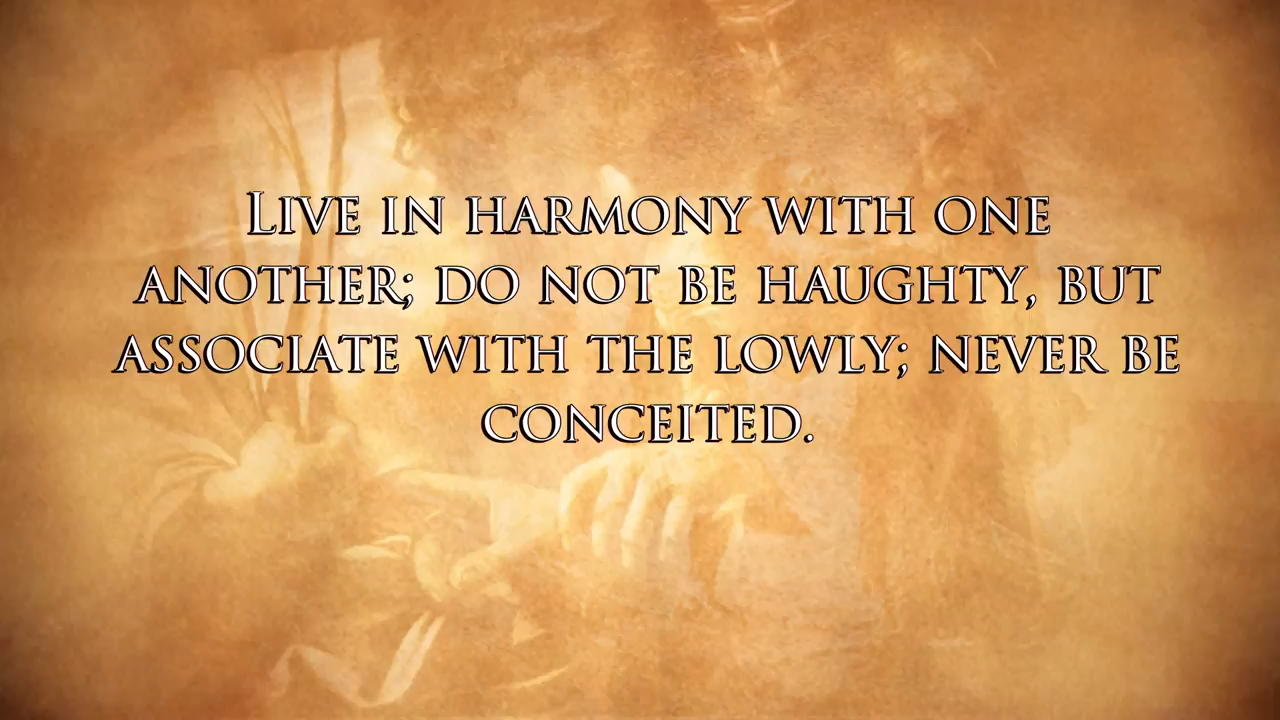 Live in harmony with one
another; do not be haughty, but
associate with the lowly; never be
conceited.